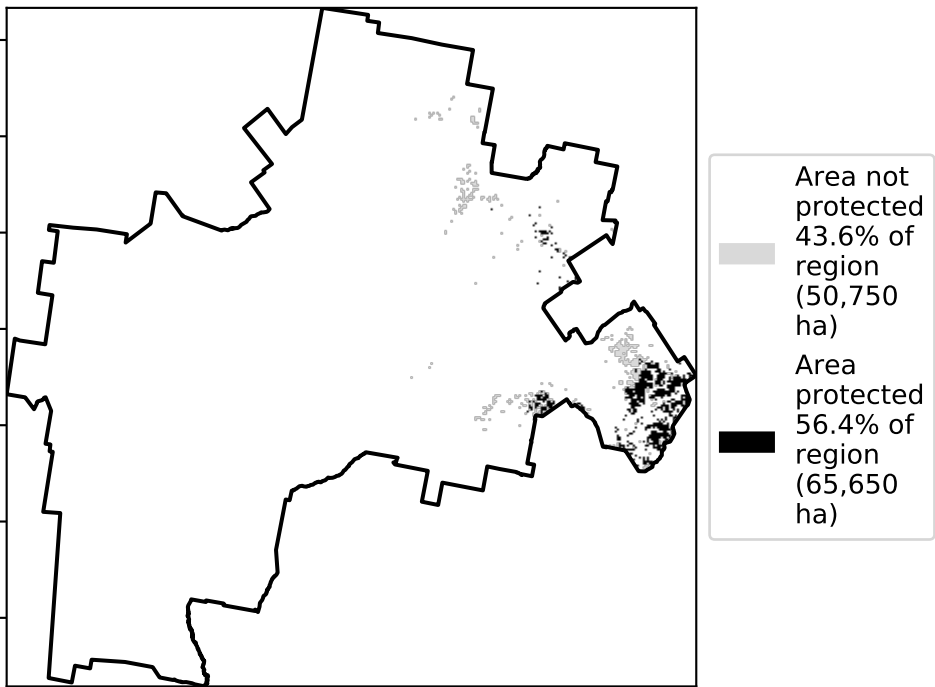 Area not
protected
43.6% of
region
(50,750
ha)
Area
protected
56.4% of
region
(65,650
ha)